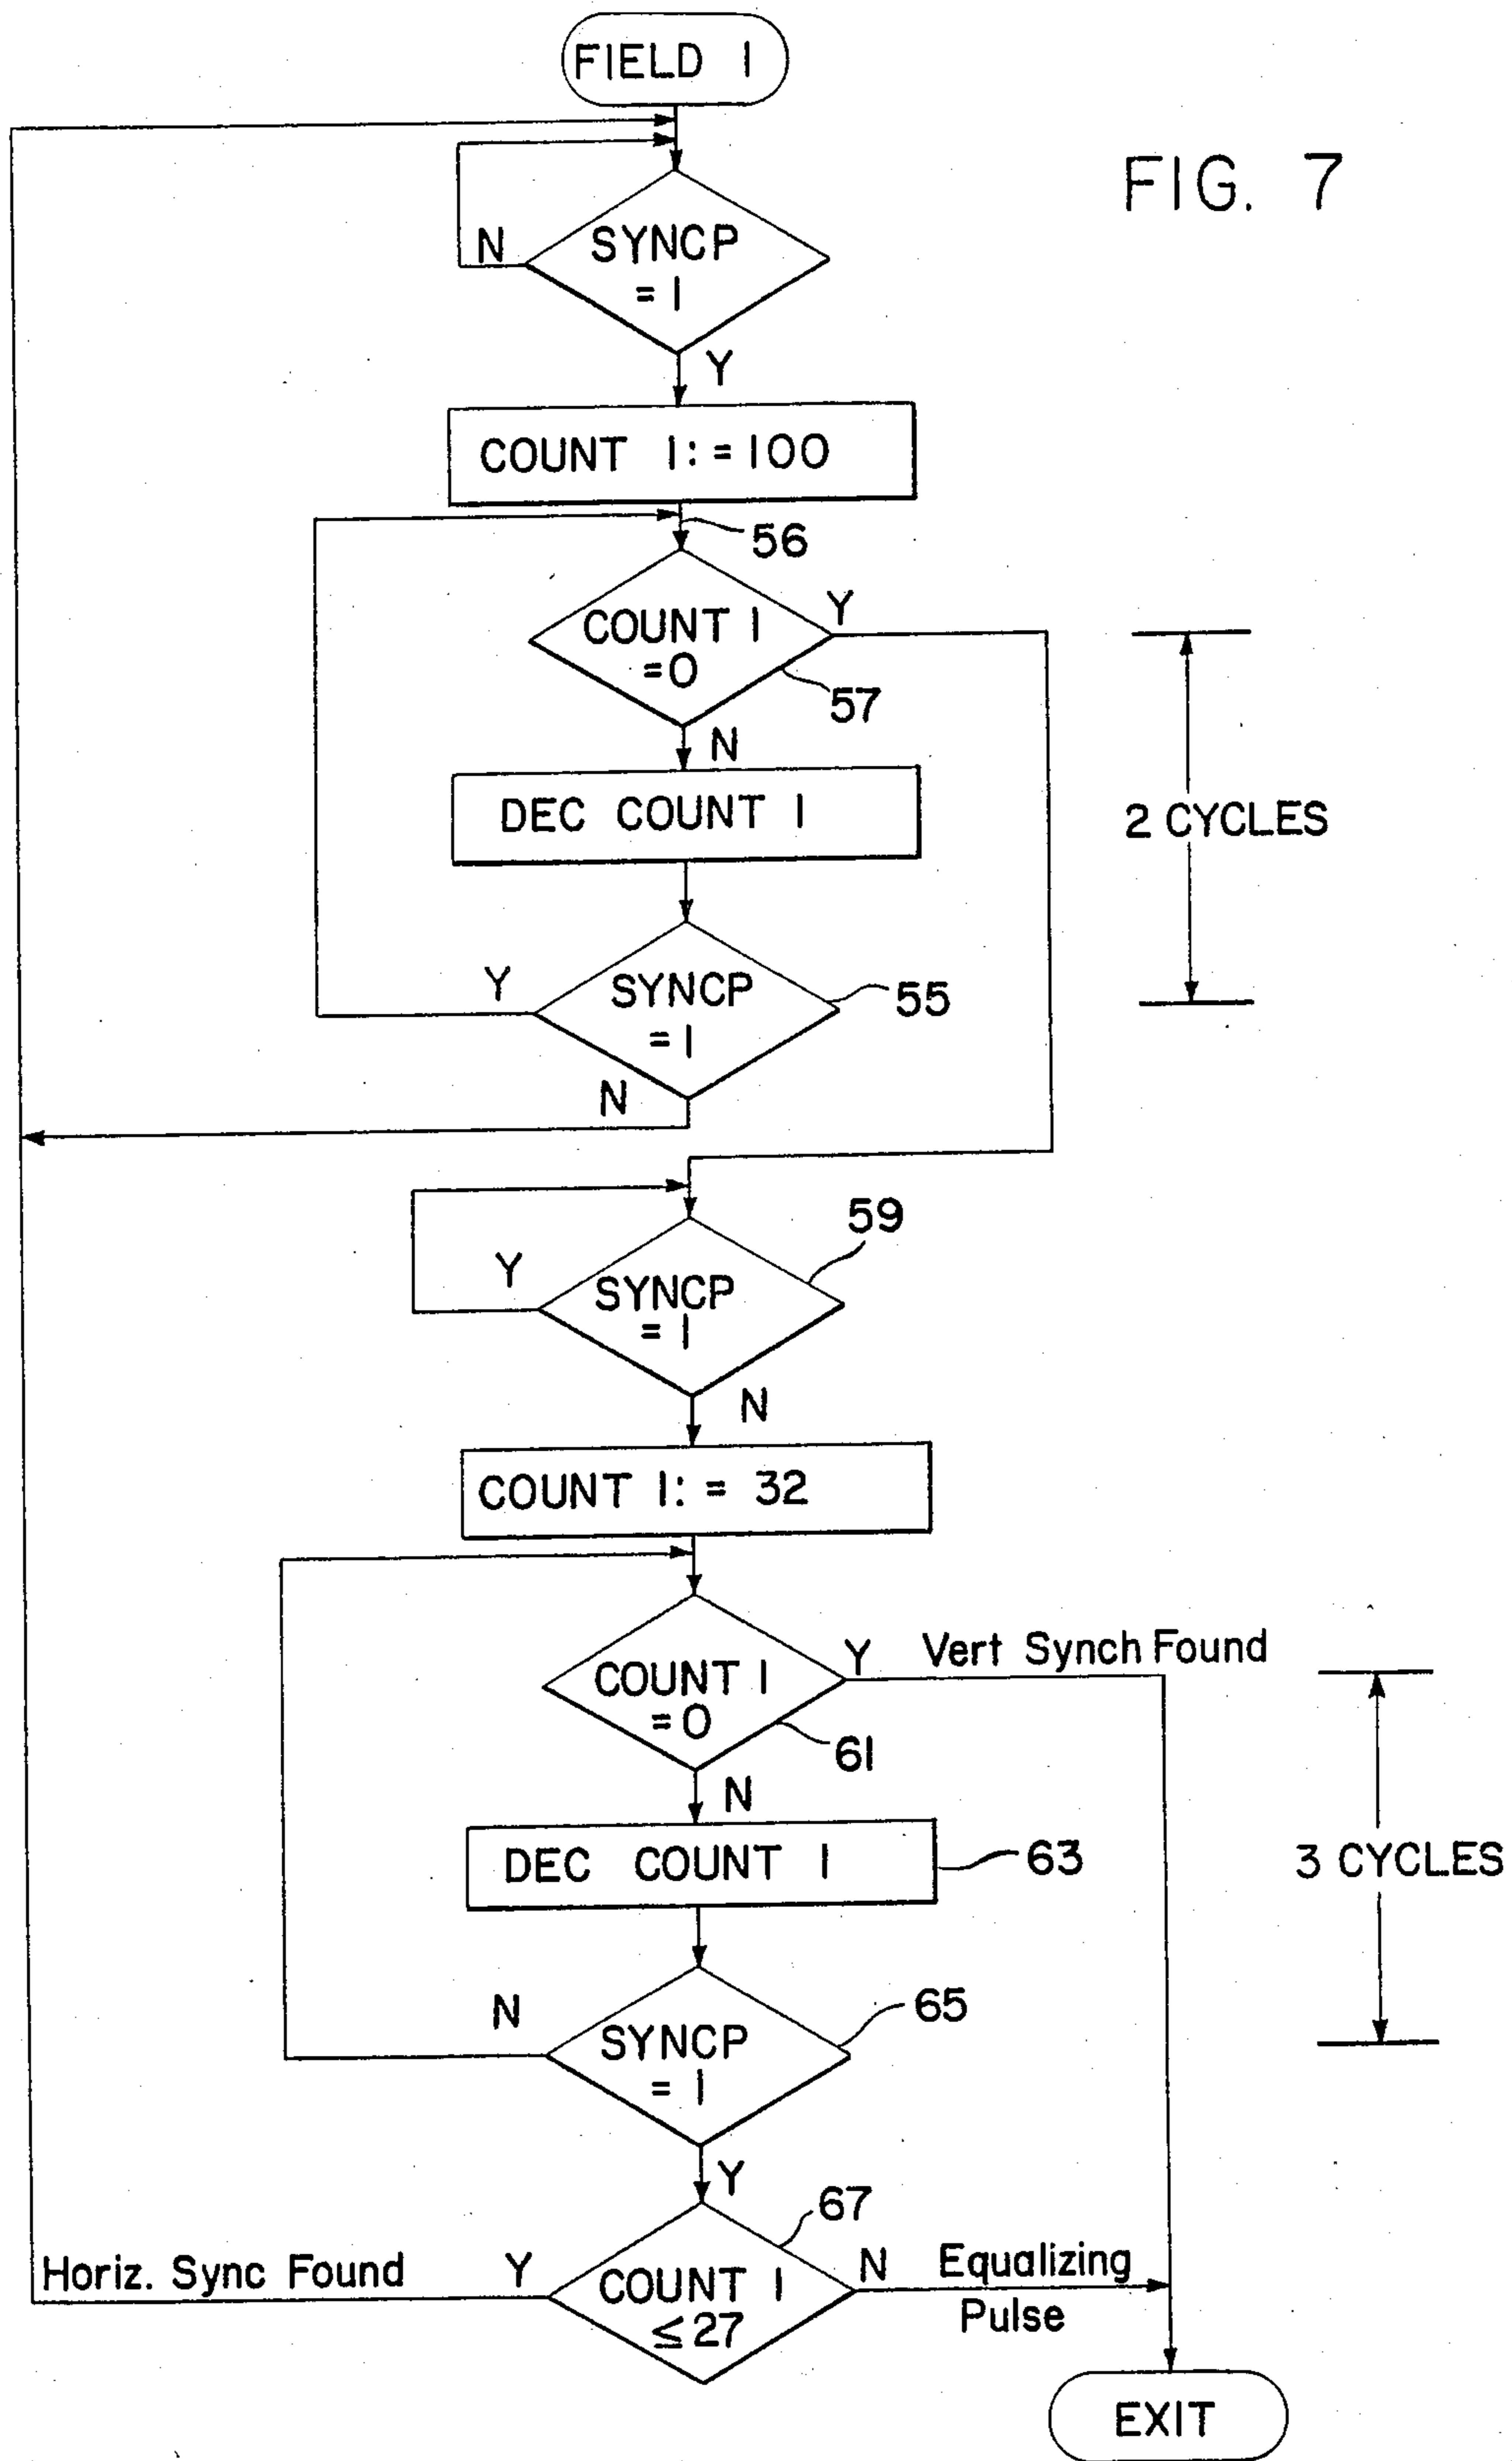 FIELD 1
FIG. 7
N
SYNCP
= 1
Y
COUNT 1: = 100
56
COUNT 1
=0
Y
57
N
DEC COUNT 1
2 CYCLES
Y
SYNCP
= 1
55
N
59
Y
SYNCP
= 1
N
COUNT 1: = 32
COUNT 1
=0
Y
Vert Synch Found
61
N
DEC COUNT 1
63
3 CYCLES
N
SYNCP
= 1
65
Y
67
Horiz. Sync Found
Y
COUNT 1
≤27
N
Equalizing
Pulse
EXIT